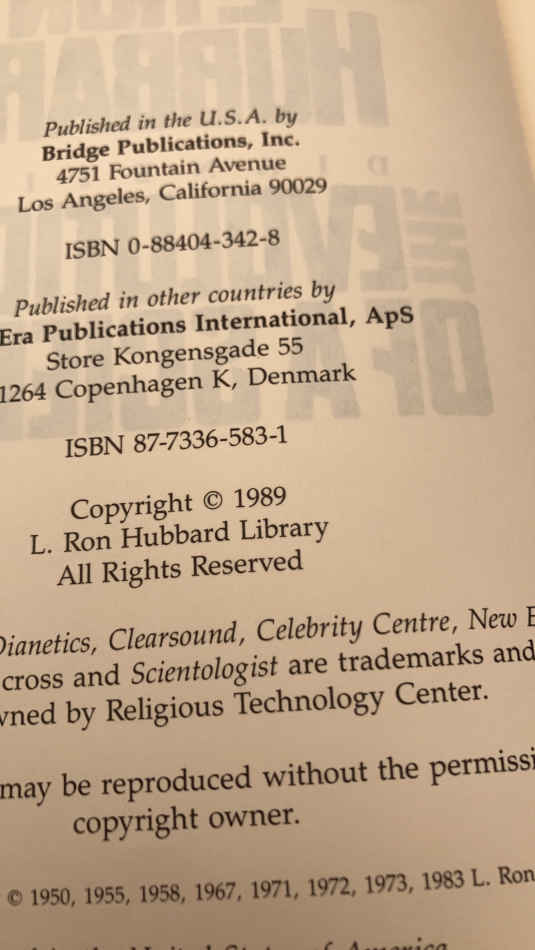 Published in the U.S.A. by
Bridge Publications, Inc.
4751 Fountain Avenue
Los Angeles, California 90029
ISBN 0-88404-342-8
Published in other countries by
Era Publications International, ApS
Store Kongensgade 55
1264 Copenhagen K, Denmark
ISBN 87-7336-583-1
Copyright © 1989
L. Ron Hubbard Library
All Rights Reserved
Dianetics, Clearsound, Celebrity Centre, New
cross and Scientologist are trademarks and
by Religious Technology Center.
may be reproduced without the
copyright owner.
© 1950, 1955, 1958, 1967, 1971, 1972, 1973, 1983 L. Ron